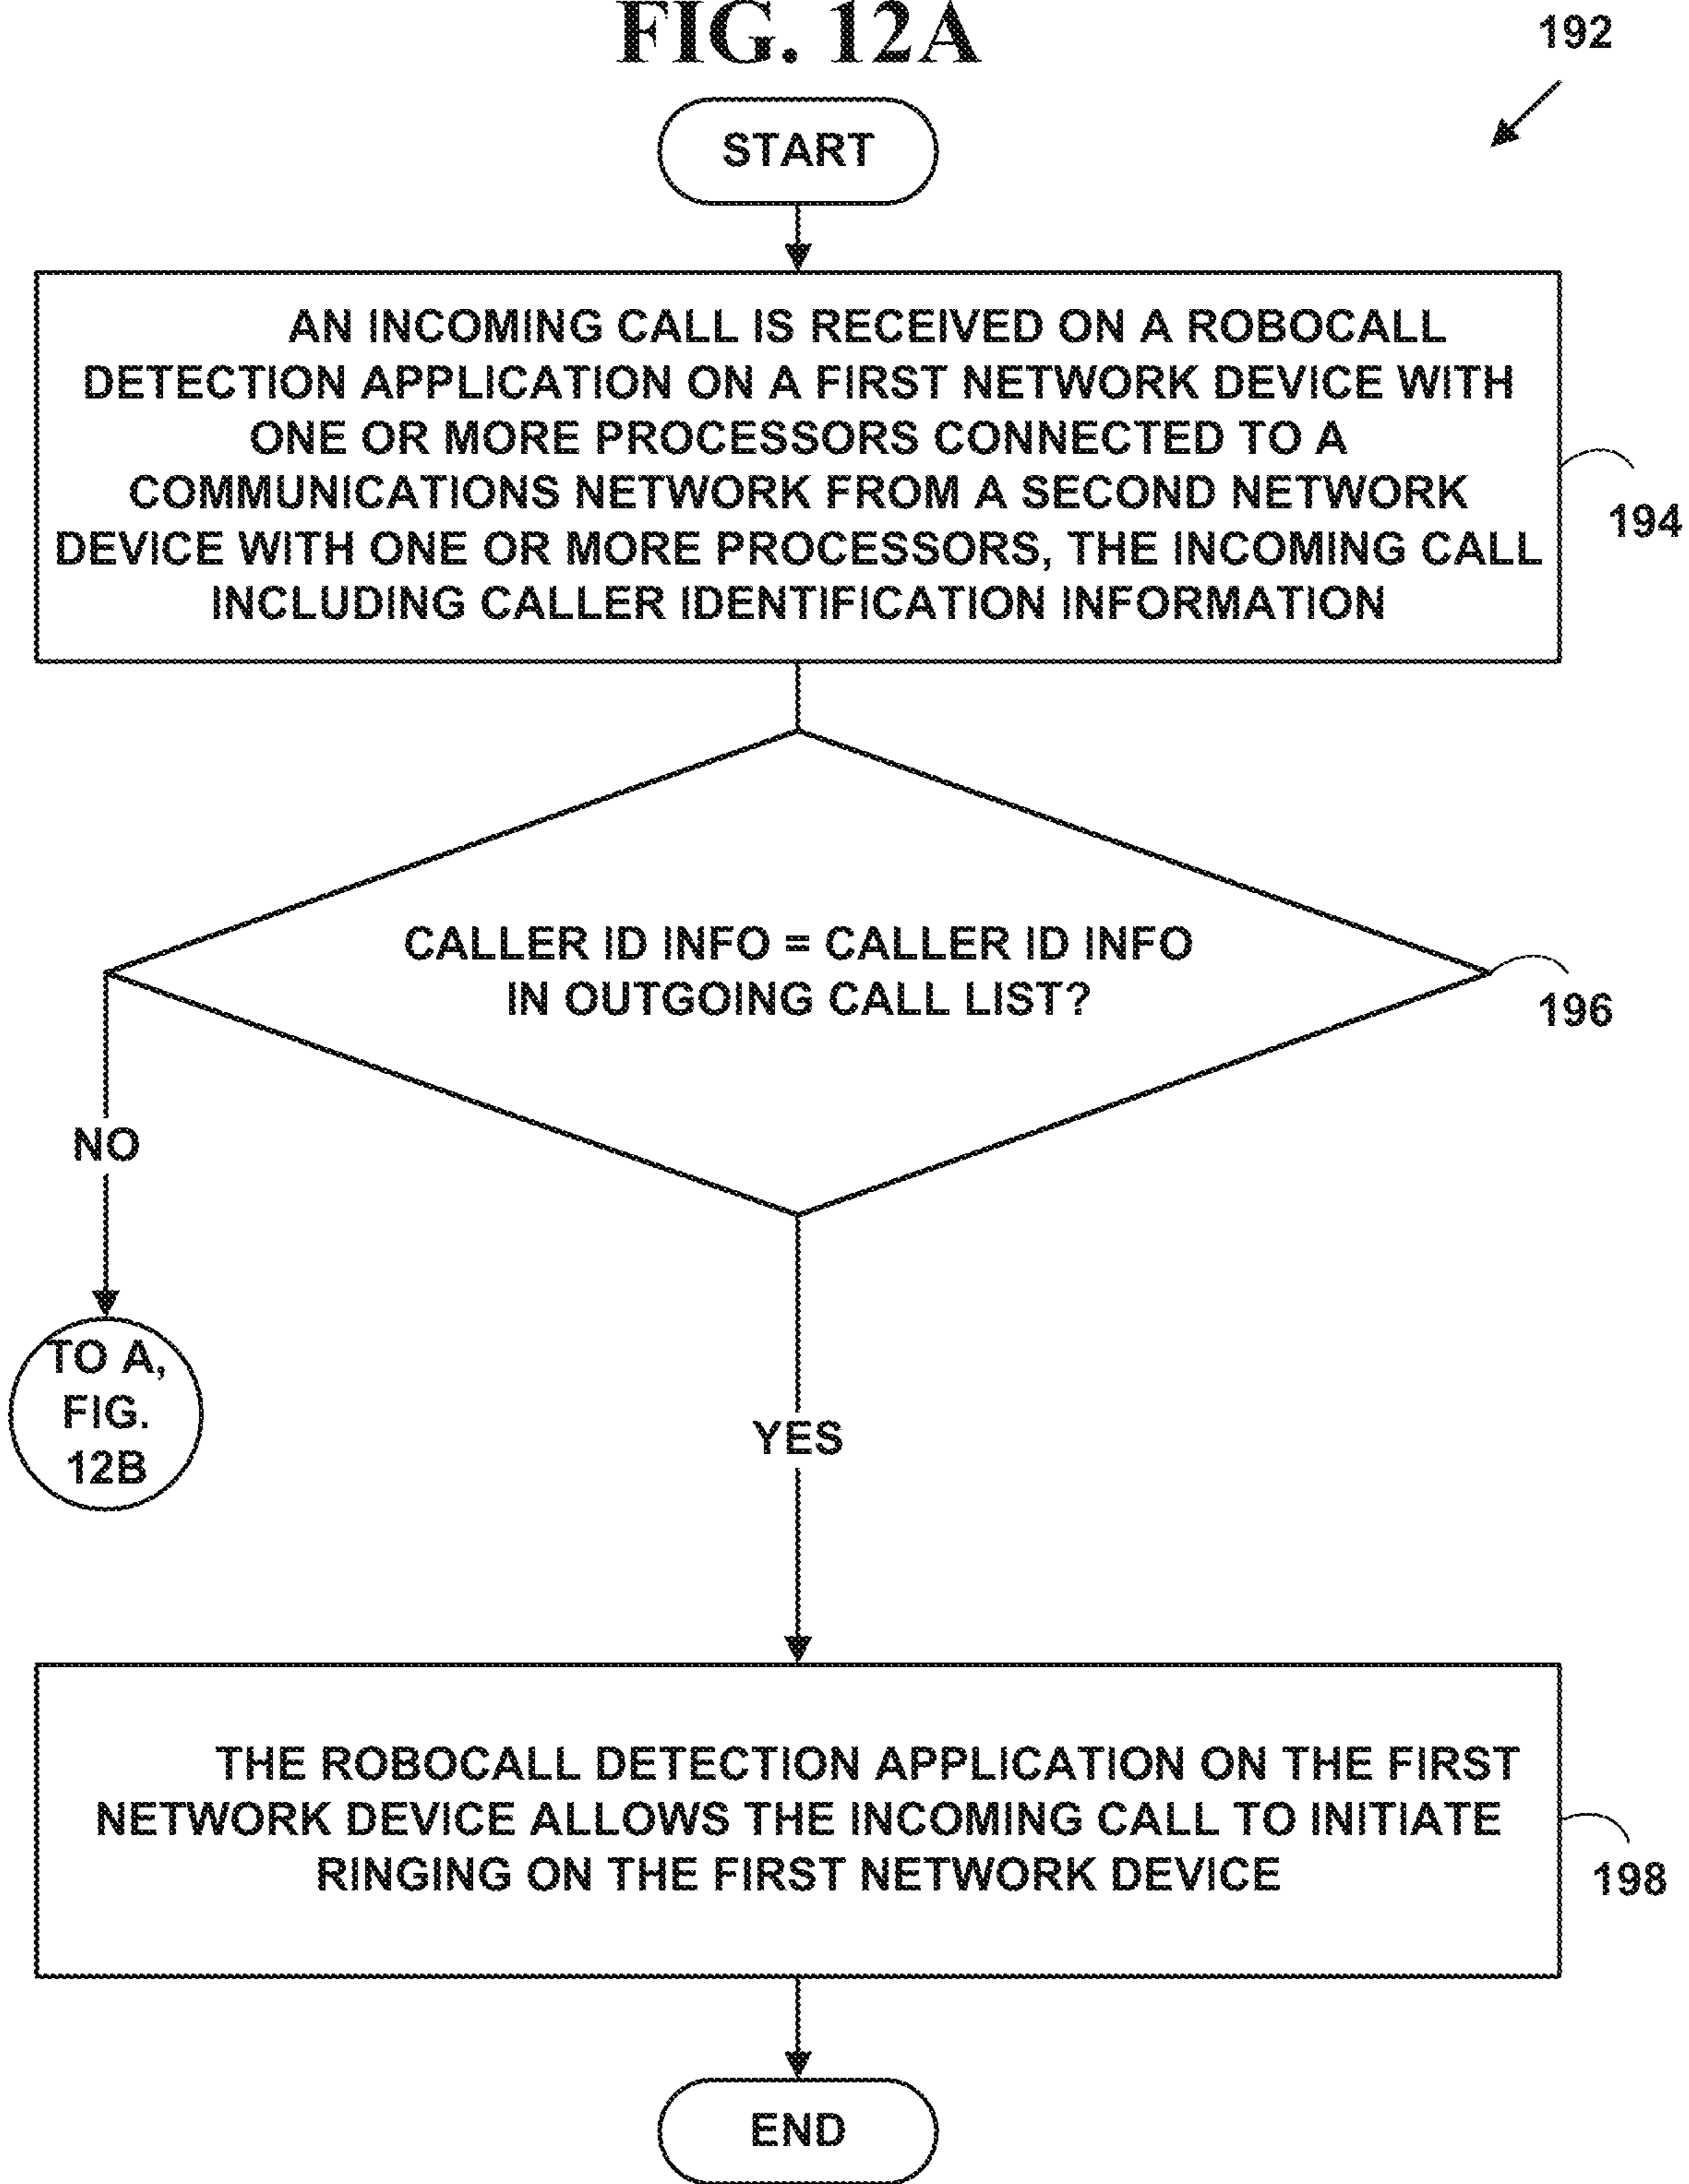 FIG. 12A
192
START
AN INCOMING CALL IS RECEIVED ON A ROBOCALL
DETECTION APPLICATION ON A FIRST NETWORK DEVICE WITH
ONE OR MORE PROCESSORS CONNECTED TO A
COMMUNICATIONS NETWORK FROM A SECOND NETWORK
DEVICE WITH ONE OR MORE PROCESSORS, THE INCOMING CALL
INCLUDING CALLER IDENTIFICATION INFORMATION
194
CALLER ID INFO = CALLER ID INFO
IN OUTGOING CALL LIST?
196
NO
TO A,
FIG.
12B
YES
THE ROBOCALL DETECTION APPLICATION ON THE FIRST
NETWORK DEVICE ALLOWS THE INCOMING CALL TO INITIATE
RINGING ON THE FIRST NETWORK DEVICE
198
END